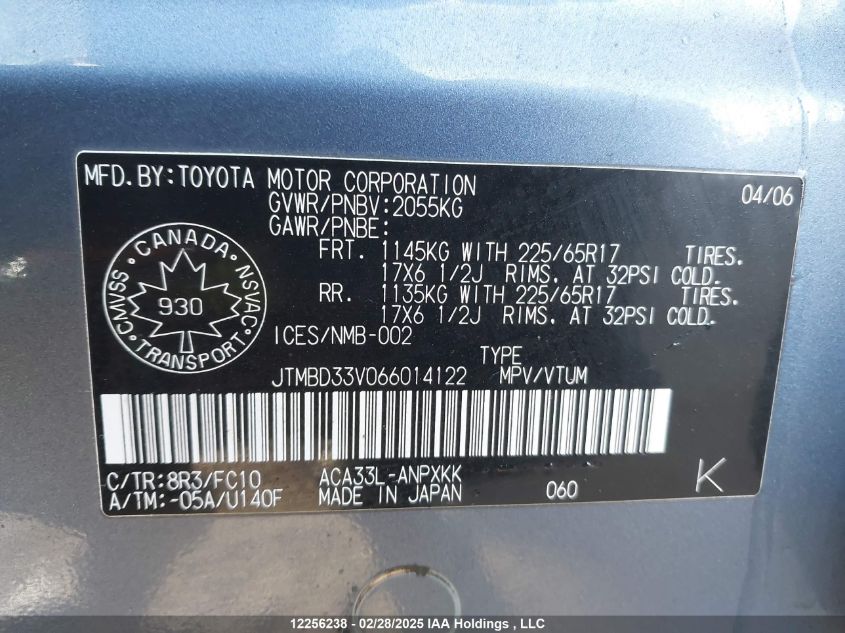 MFD.BY:TOYOTA MOTOR CORPORATION 04/06
GVWR/PNBV:2055KG
GAWR/PNBE:
FRT. 1145KG WITH 225/65R17 TIRES.
17X6 1/2J RIMS. AT 32PSI COLD.
RR. 1135KG WITH 225/65R17 TIRES.
17X6 1/2J RIMS. AT 32PSI COLD.
CANADA
CMVSS 930 NSVAC
TRANSPORT
ICES/NMB-002
TYPE
JTMBD33V066014122 MPV/VTUM
C/TR:8R3/FC10 ACA33L-ANPXKK
A/TM:-05A/U140F MADE IN JAPAN 060 K
12256238 - 02/28/2025 IAA Holdings , LLC